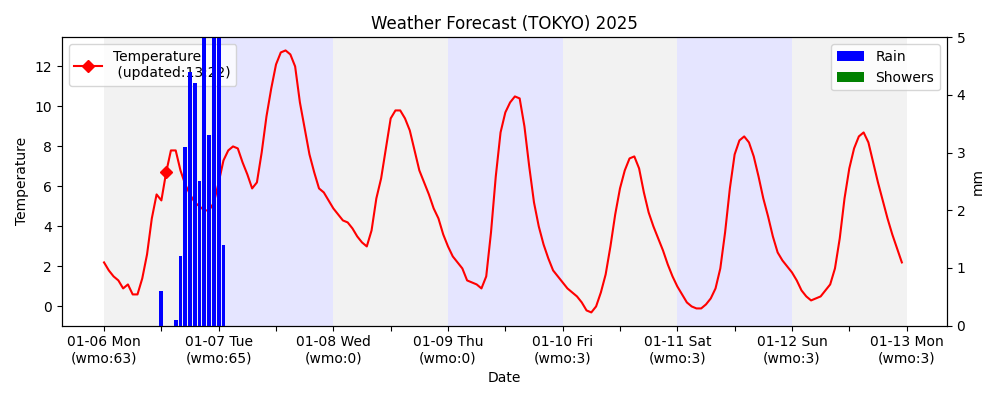 Weather Forecast (TOKYO) 2025
Temperature
(updated:13:22)
Rain
Showers
Temperature
12
10
8
6
4
2
0
5
4
3
2
1
0
mm
01-06 Mon
(wmo:63)
01-07 Tue
(wmo:65)
01-08 Wed
(wmo:0)
01-09 Thu
(wmo:0)
01-10 Fri
(wmo:3)
01-11 Sat
(wmo:3)
01-12 Sun
(wmo:3)
01-13 Mon
(wmo:3)
Date